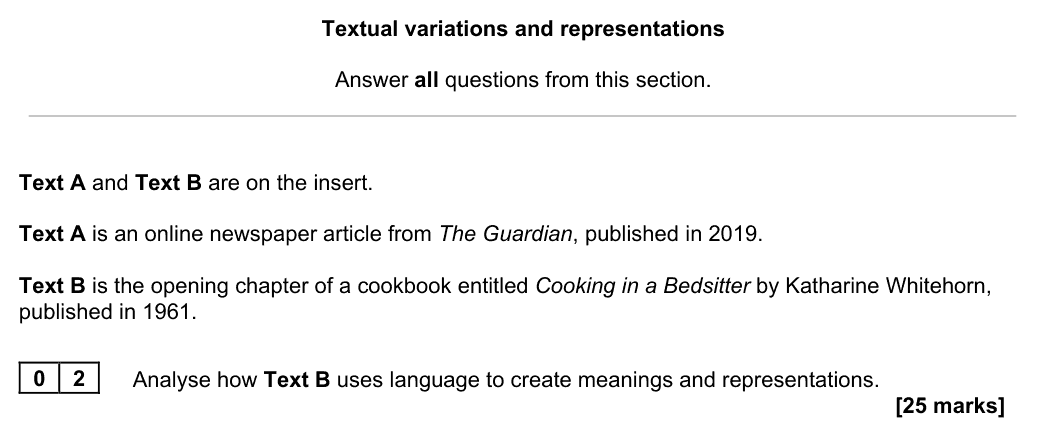 Textual variations and representations
Answer all questions from this section.
Text A and Text B are on the insert.
Text A is an online newspaper article from The Guardian, published in 2019.
Text B is the opening chapter of a cookbook entitled Cooking in a Bedsitter by Katharine Whitehorn,
published in 1961.
0 2 Analyse how Text B uses language to create meanings and representations.
[25 marks]